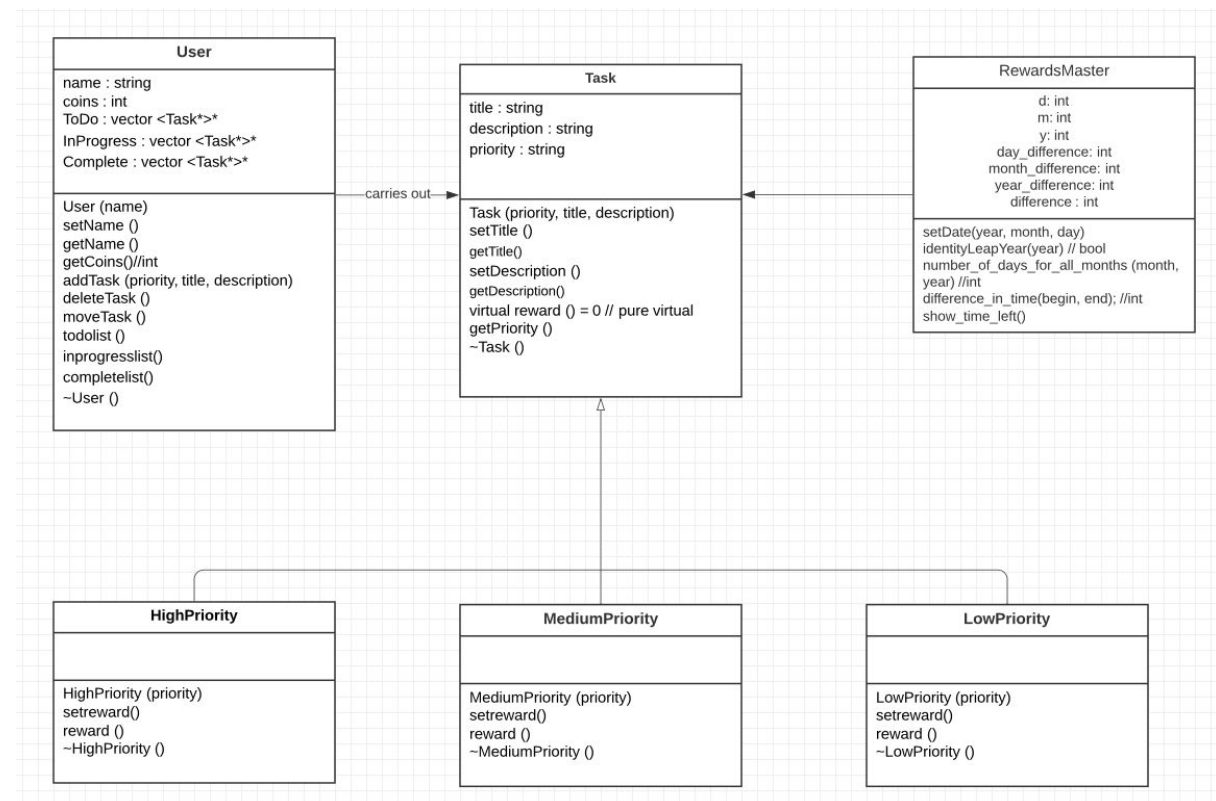 User
name : string
coins : int
ToDo : vector <Task*>*
InProgress : vector <Task*>*
Complete : vector <Task*>*
User (name)
setName ()
getName ()
getCoins()//int
addTask (priority, title, description)
deleteTask ()
moveTask ()
todolist ()
inprogresslist()
completelist()
~User ()
carries out
Task
title : string
description : string
priority : string
Task (priority, title, description)
setTitle ()
getTitle()
setDescription ()
getDescription()
virtual reward () = 0 // pure virtual
getPriority ()
~Task ()
RewardsMaster
d: int
m: int
y: int
day_difference: int
month_difference: int
year_difference: int
difference : int
setDate(year, month, day)
identityLeapYear(year) // bool
number_of_days_for_all_months (month,
year) //int
difference_in_time(begin, end); //int
show_time_left()
HighPriority
HighPriority (priority)
setreward()
reward ()
~HighPriority ()
MediumPriority
MediumPriority (priority)
setreward()
reward ()
~MediumPriority ()
LowPriority
LowPriority (priority)
setreward()
reward ()
~LowPriority ()